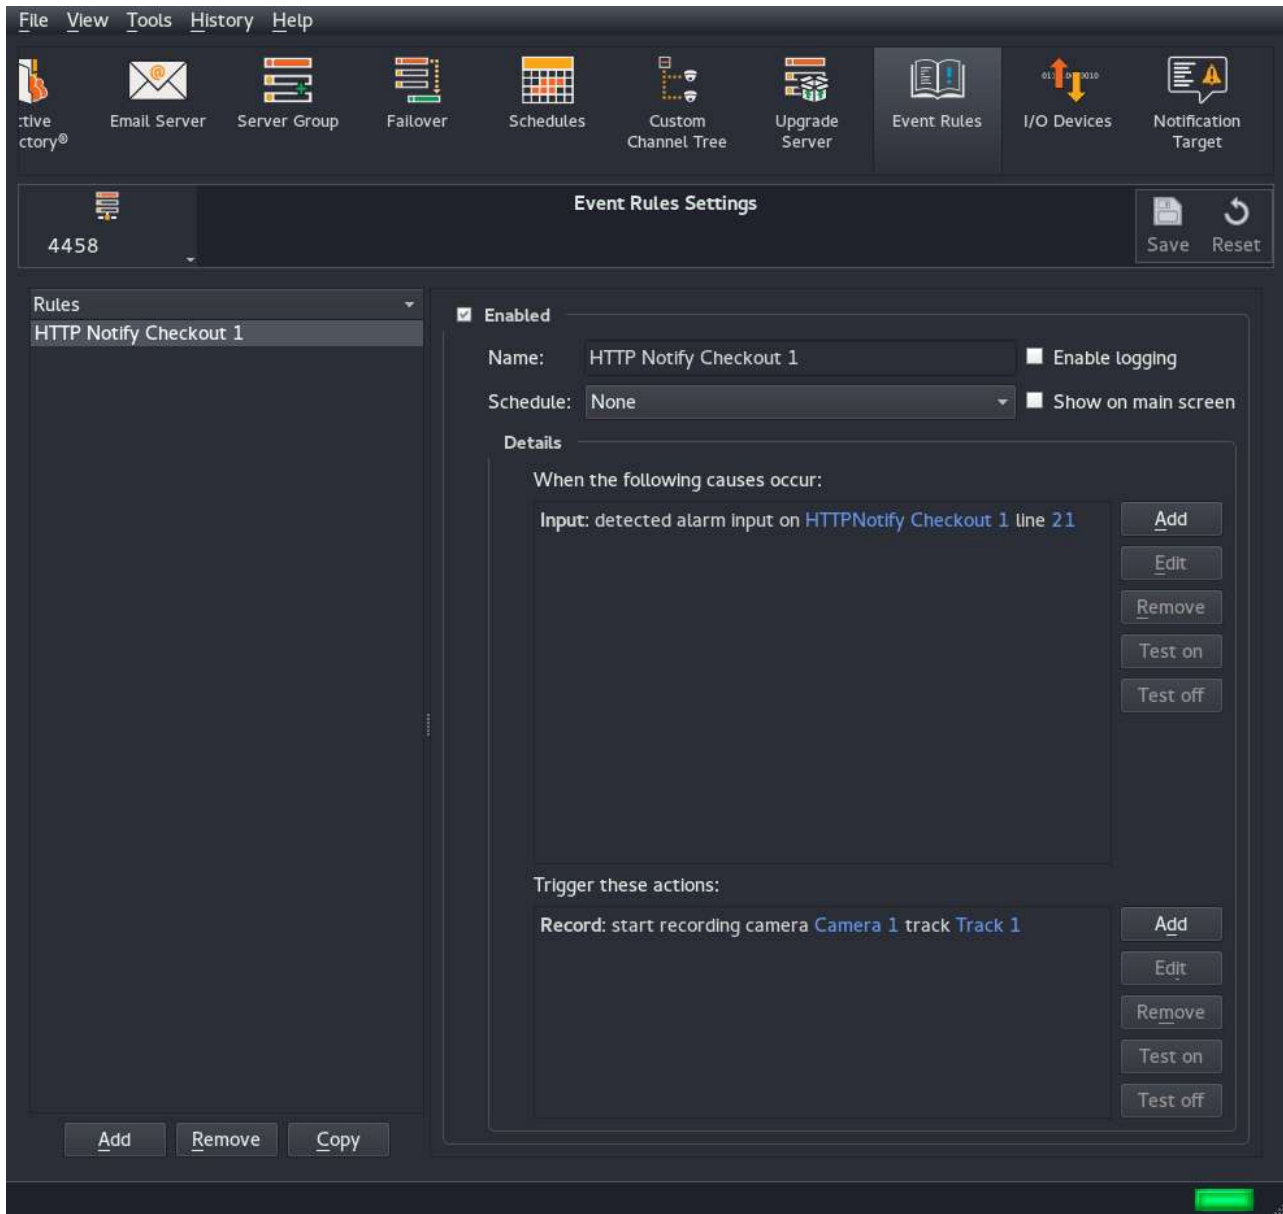 File View Tools History Help
ctive
ctory®
Email Server
Server Group
Failover
Schedules
Custom
Channel Tree
Upgrade
Server
Event Rules
I/O Devices
Notification
Target
4458
Event Rules Settings
Save Reset
Rules
HTTP Notify Checkout 1
Enabled
Name: HTTP Notify Checkout 1 Enable logging
Schedule: None Show on main screen
Details
When the following causes occur:
Input: detected alarm input on HTTPNotify Checkout 1 line 21
Add
Edit
Remove
Test on
Test off
Trigger these actions:
Record: start recording camera Camera 1 track Track 1
Add
Edit
Remove
Test on
Test off
Add Remove Copy